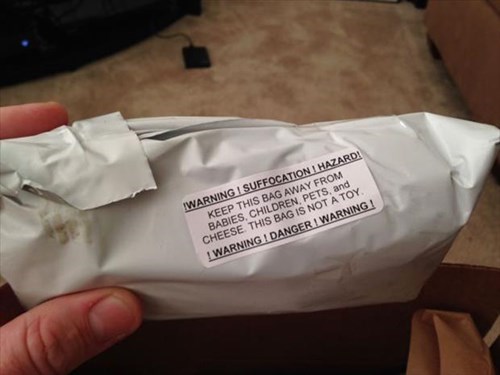 !WARNING ! SUFFOCATION ! HAZARD!
KEEP THIS BAG AWAY FROM
BABIES, CHILDREN, PETS, and
CHEESE. THIS BAG IS NOT A TOY.
! WARNING ! DANGER ! WARNING !